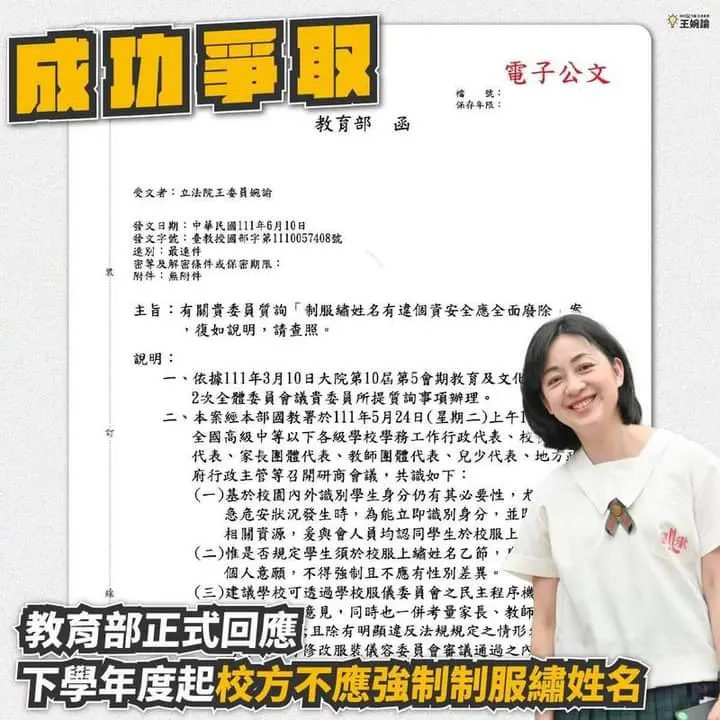 成功爭取
王婉諭
電子公文
檔　　號：
保存年限：
教育部　函
受文者：立法院王委員婉諭
發文日期：中華民國111年6月10日
發文字號：臺教授國部字第1110057408號
速別：最速件
密等及解密條件或保密期限：
附件：無附件
主旨：有關貴委員質詢「制服繡姓名有違個資安全應全面廢除」案
，復如說明，請查照。
說明：
一、依據111年3月10日大院第10屆第5會期教育及文化
2次全體委員會議貴委員所提質詢事項辦理。
二、本案經本部國教署於111年5月24日(星期二)上午1
全國高級中等以下各級學校學務工作行政代表、校
代表、家長團體代表、教師團體代表、兒少代表、地方
府行政主管等召開研商會議，共識如下：
(一)基於校園內外識別學生身分仍有其必要性，尤
急危安狀況發生時，為能立即識別身分，並
相關資源，爰與會人員均認同學生於校
(二)惟是否規定學生須於校服上繡姓名乙節，
個人意願，不得強制且不應有性別差異。
(三)建議學校可透過學校服儀委員會之民主程序
意見，同時也一併考量家長、教師
且除有明顯違反法規規定之情形
修改服裝儀容委員會審議通過之內
裝
訂
線
教育部正式回應
下學年度起校方不應強制制服繡姓名